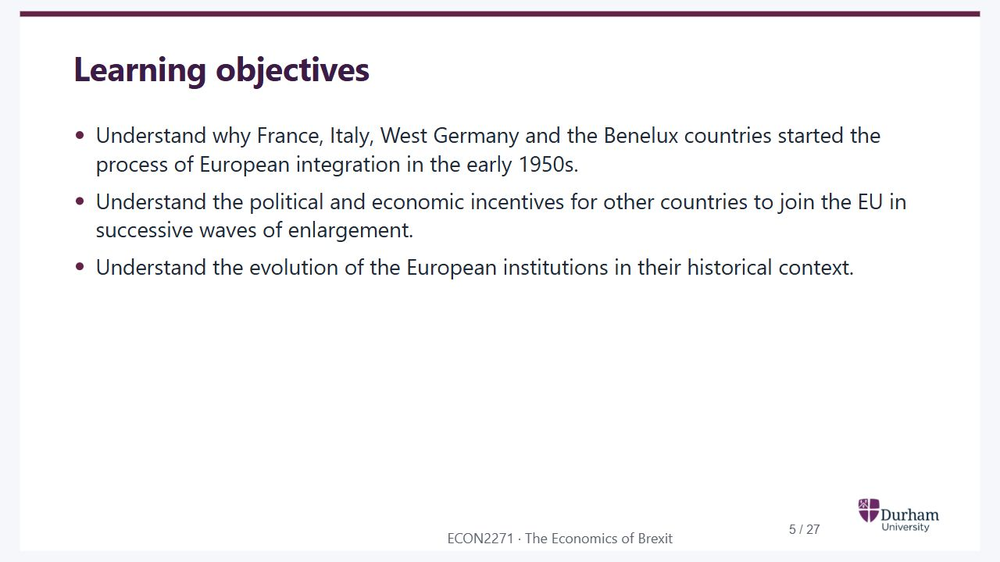 Learning objectives
• Understand why France, Italy, West Germany and the Benelux countries started the
process of European integration in the early 1950s.
• Understand the political and economic incentives for other countries to join the EU in
successive waves of enlargement.
• Understand the evolution of the European institutions in their historical context.
ECON2271 · The Economics of Brexit
5 / 27
Durham
University